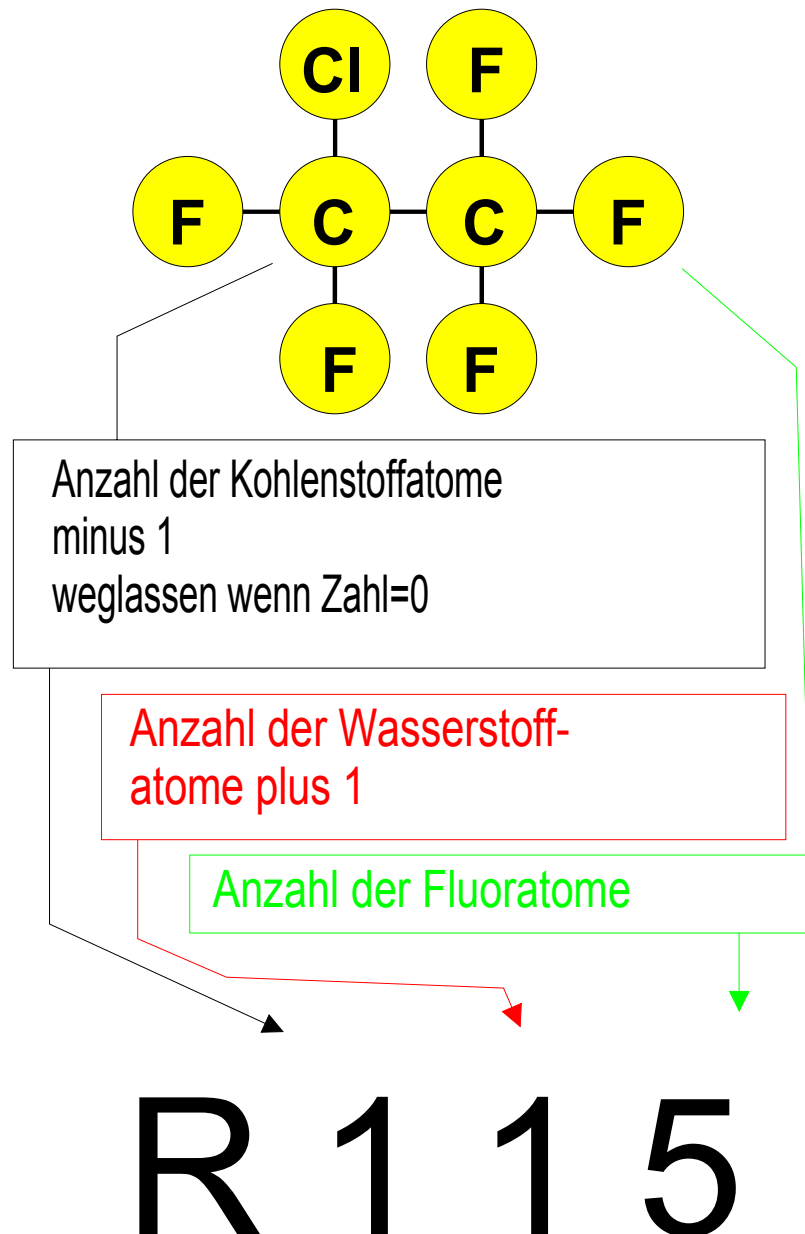 Cl F
F C C F
F F
Anzahl der Kohlenstoffatome
minus 1
weglassen wenn Zahl=0
Anzahl der Wasserstoff-
atome plus 1
Anzahl der Fluoratome
R 1 1 5